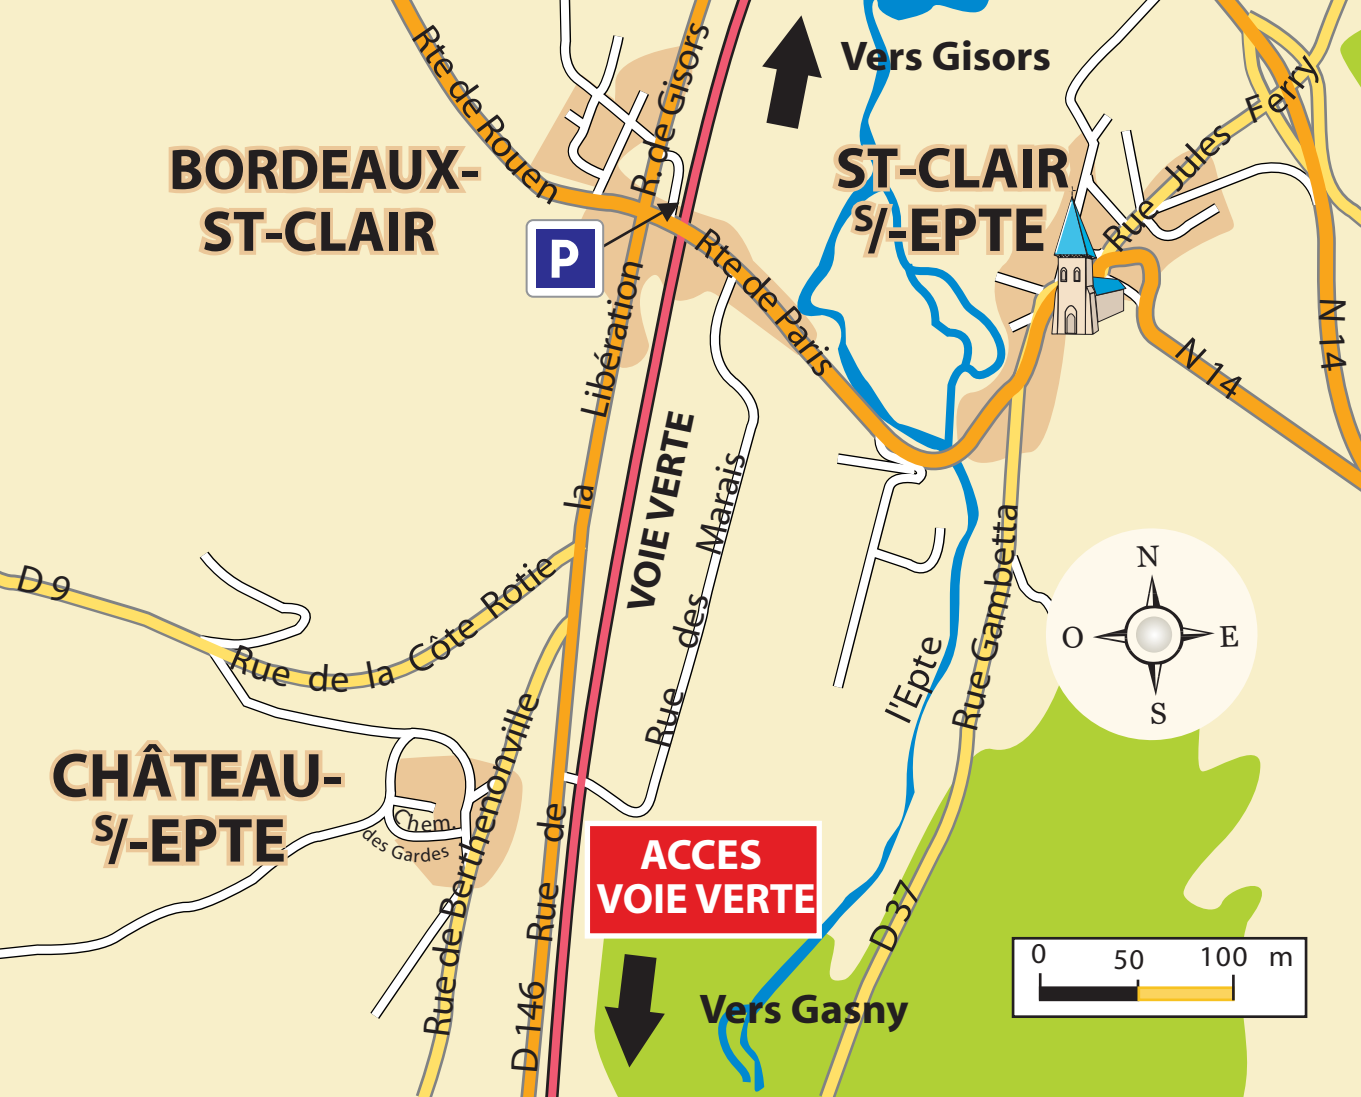 Vers Gisors
Rte de Rouen
R. de Gisors
Rue Jules Ferry
BORDEAUX-
ST-CLAIR
ST-CLAIR
S/-EPTE
P
Rte de Paris
N 14
N 14
VOIE VERTE
Rue des Marais
D 9
Rue de la Côte Rotie
l'Epte
Rue Gambetta
N
O
E
S
CHÂTEAU-
S/-EPTE
Chem.
des Gardes
Rue de Berthenonville
D 146 Rue de la Libération
ACCES
VOIE VERTE
D 37
Vers Gasny
0 50 100 m